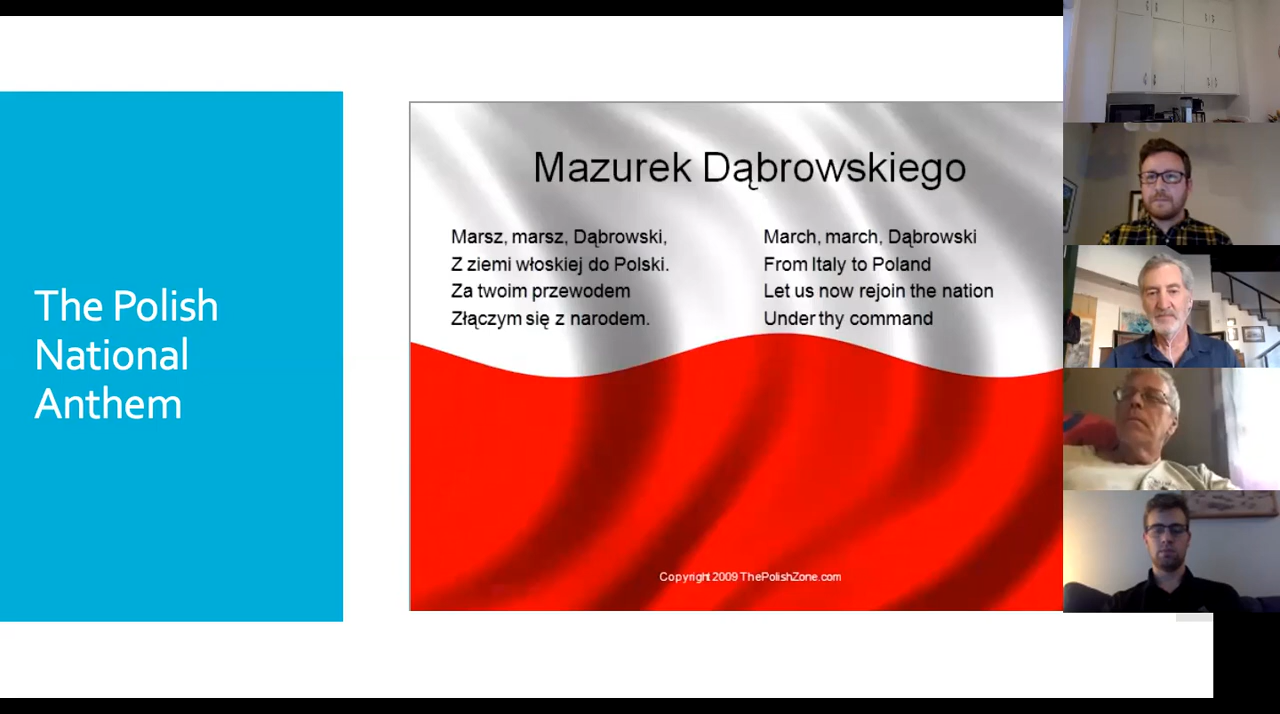 The Polish
National
Anthem
Mazurek Dąbrowskiego
Marsz, marsz, Dąbrowski,
Z ziemi włoskiej do Polski.
Za twoim przewodem
Złączym się z narodem.
March, march, Dąbrowski
From Italy to Poland
Let us now rejoin the nation
Under thy command
Copyright 2009 ThePolishZone.com